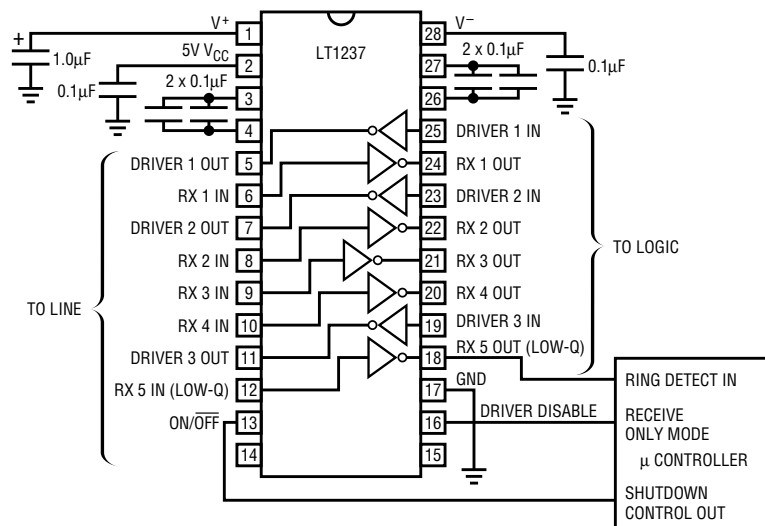 V+
1
28
V−
+
1.0µF
5V VCC
2
LT1237
27
2 x 0.1µF
0.1µF
0.1µF
2 x 0.1µF
3
26
4
25
DRIVER 1 IN
DRIVER 1 OUT
5
24
RX 1 OUT
RX 1 IN
6
23
DRIVER 2 IN
DRIVER 2 OUT
7
22
RX 2 OUT
RX 2 IN
8
21
RX 3 OUT
TO LOGIC
RX 3 IN
9
20
RX 4 OUT
TO LINE
RX 4 IN
10
19
DRIVER 3 IN
DRIVER 3 OUT
11
18
RX 5 OUT (LOW-Q)
RX 5 IN (LOW-Q)
12
17
GND
RING DETECT IN
ON/OFF
13
16
DRIVER DISABLE
RECEIVE
ONLY MODE
14
15
µ CONTROLLER
SHUTDOWN
CONTROL OUT